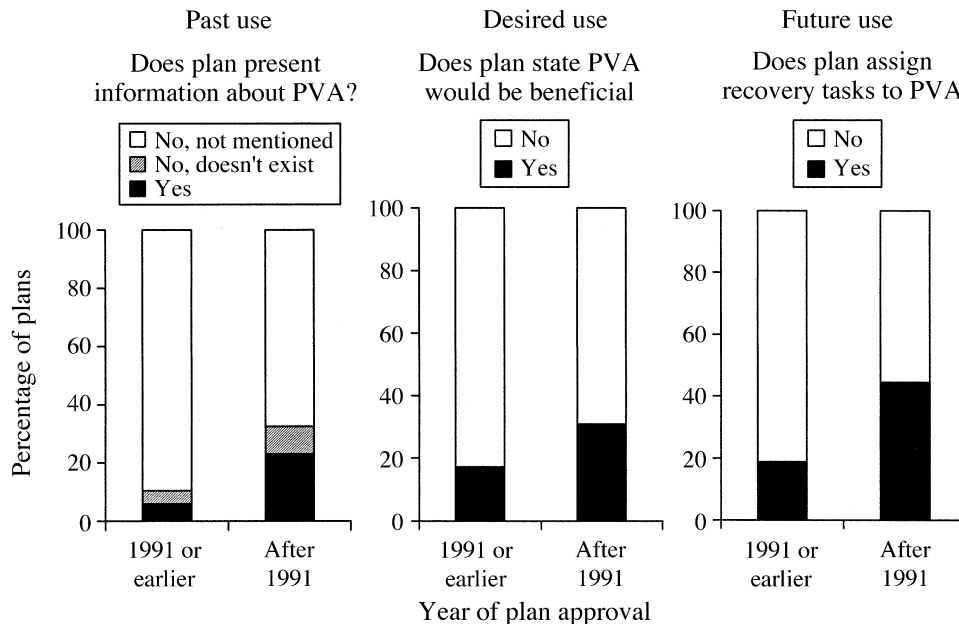 Past use
Does plan present
information about PVA?
No, not mentioned
No, doesn't exist
Yes
Desired use
Does plan state PVA
would be beneficial
No
Yes
Future use
Does plan assign
recovery tasks to PVA
No
Yes
Percentage of plans
100
80
60
40
20
0
1991 or
earlier
After
1991
100
80
60
40
20
0
1991 or
earlier
After
1991
100
80
60
40
20
0
1991 or
earlier
After
1991
Year of plan approval